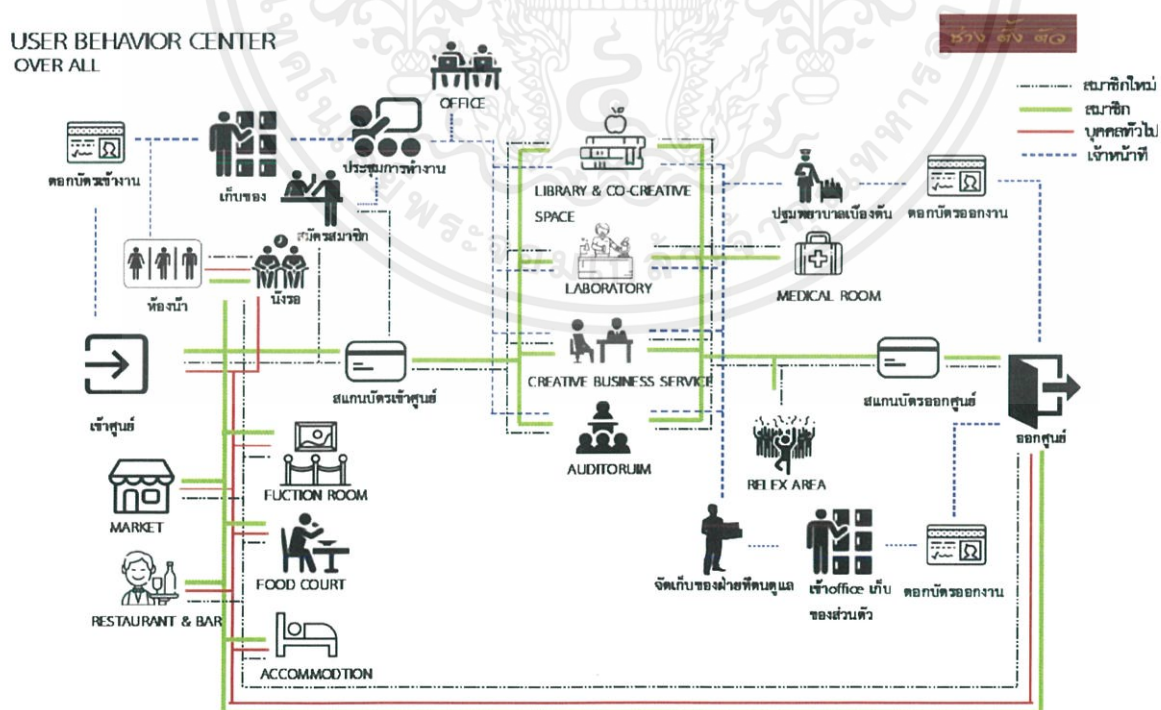 USER BEHAVIOR CENTER
OVER ALL
ช่าง ตั้ง ตัว
สมาชิกใหม่
สมาชิก
บุคคลทั่วไป
เจ้าหน้าที่
OFFICE
ตอกบัตรเข้างาน
เก็บของ
ประชุมการทำงาน
สมัครสมาชิก
ห้องน้ำ
นั่งรอ
LIBRARY & CO-CREATIVE
SPACE
ปฐมพยาบาลเบื้องต้น
ตอกบัตรออกงาน
LABORATORY
MEDICAL ROOM
เข้าศูนย์
สแกนบัตรเข้าศูนย์
CREATIVE BUSINESS SERVICE
สแกนบัตรออกศูนย์
ออกศูนย์
AUDITORUIM
RELEX AREA
FUCTION ROOM
MARKET
FOOD COURT
จัดเก็บของฝ่ายที่ตนดูแล
เข้าoffice เก็บ
ของส่วนตัว
ตอกบัตรออกงาน
RESTAURANT & BAR
ACCOMMODTION